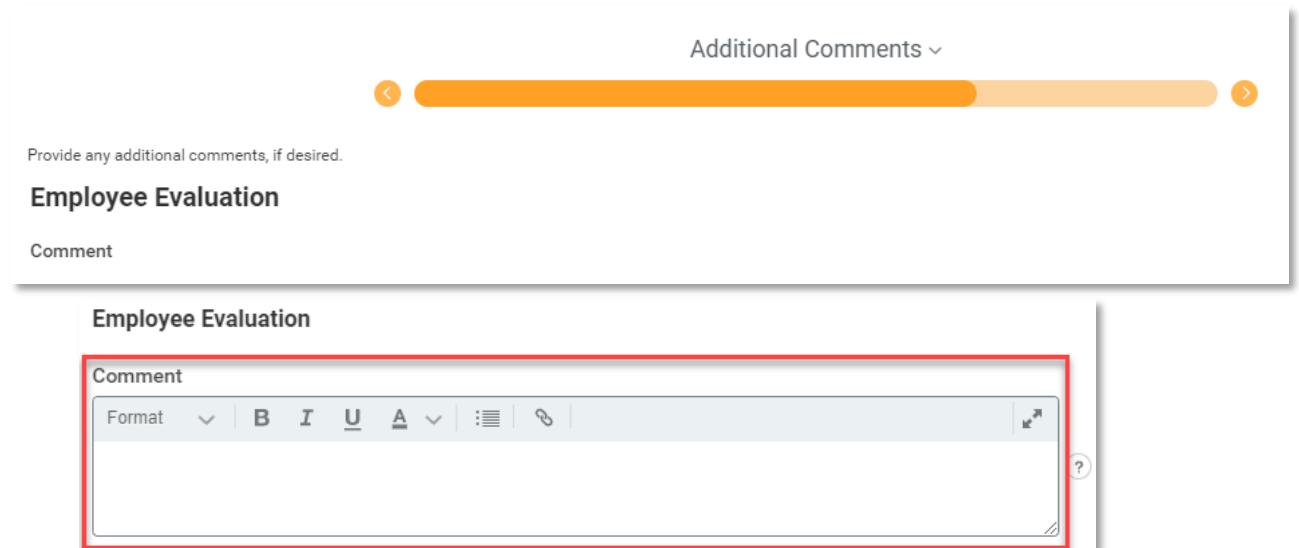 Additional Comments
Provide any additional comments, if desired.
Employee Evaluation
Comment
Employee Evaluation
Comment
Format B I U A
?